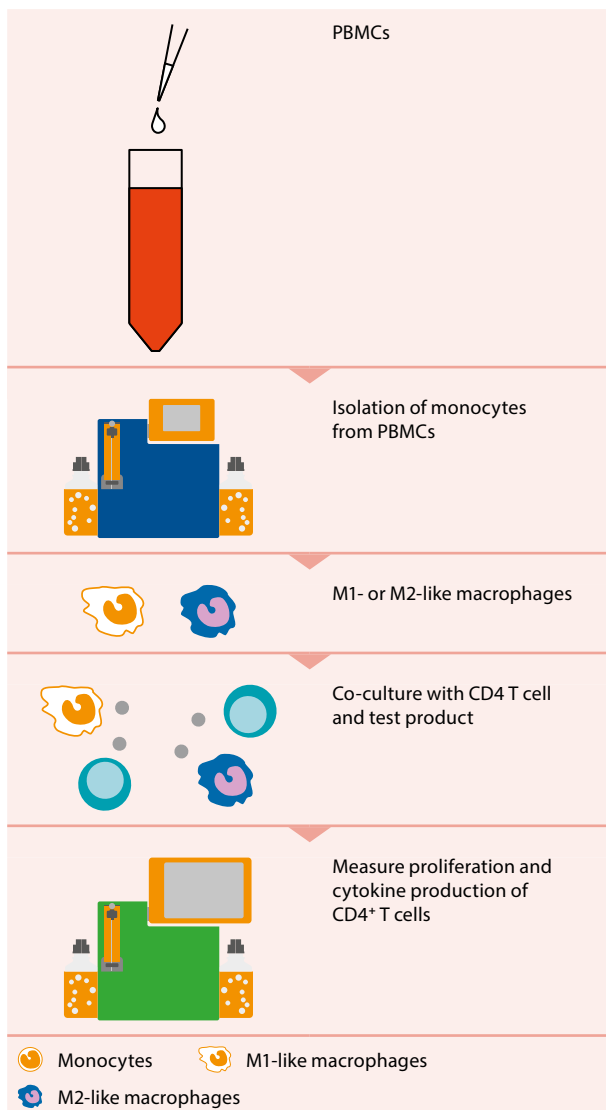 PBMCs
Isolation of monocytes
from PBMCs
M1- or M2-like macrophages
Co-culture with CD4 T cell
and test product
Measure proliferation and
cytokine production of
CD4⁺ T cells
Monocytes
M1-like macrophages
M2-like macrophages